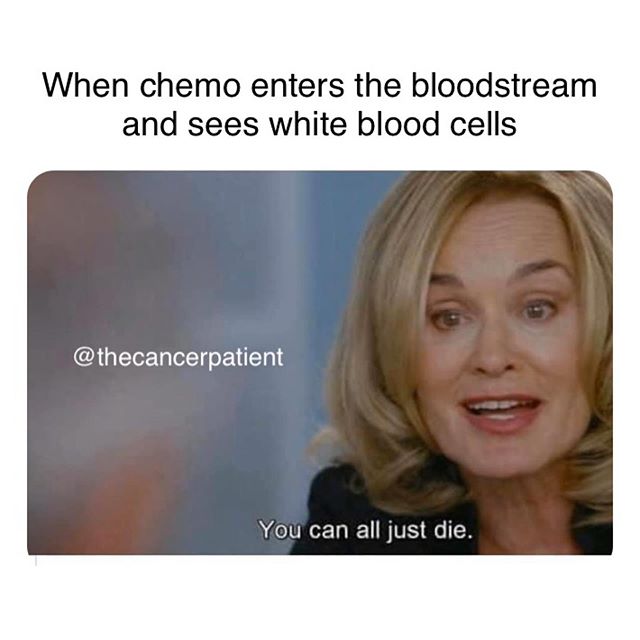 When chemo enters the bloodstream
and sees white blood cells
@thecancerpatient
You can all just die.